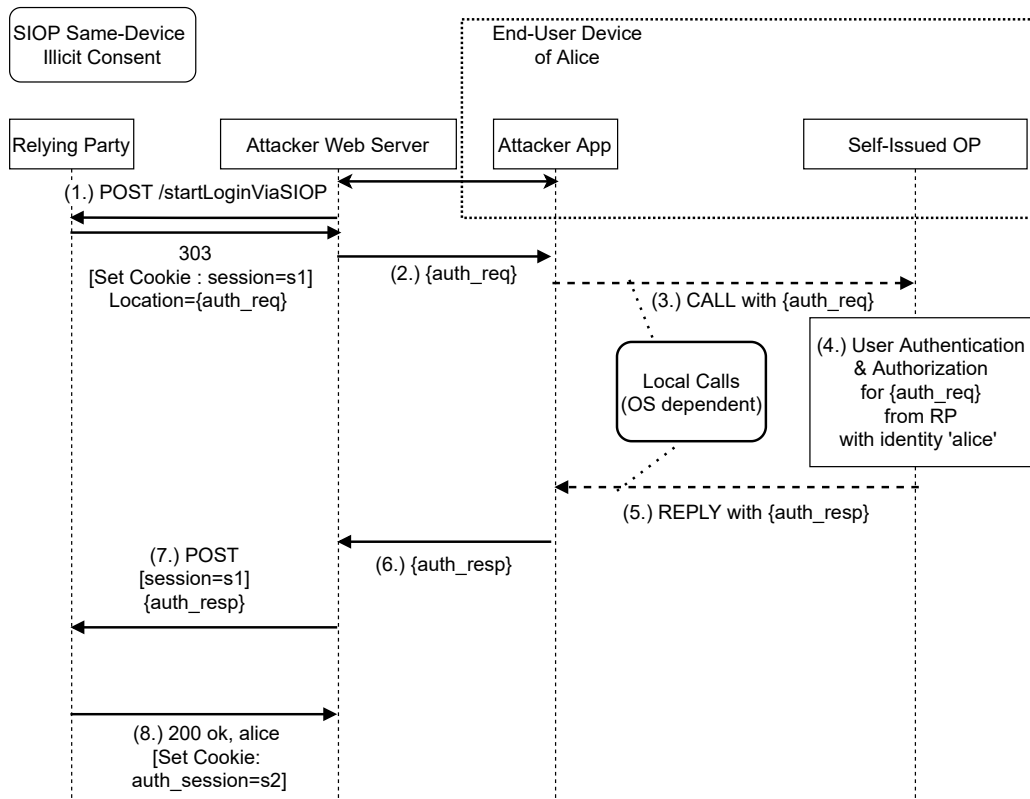 SIOP Same-Device
Illicit Consent
End-User Device
of Alice
Relying Party
Attacker Web Server
Attacker App
Self-Issued OP
(1.) POST /startLoginViaSIOP
303
[Set Cookie : session=s1]
Location={auth_req}
(2.) {auth_req}
(3.) CALL with {auth_req}
(4.) User Authentication
& Authorization
for {auth_req}
from RP
with identity 'alice'
Local Calls
(OS dependent)
(5.) REPLY with {auth_resp}
(6.) {auth_resp}
(7.) POST
[session=s1]
{auth_resp}
(8.) 200 ok, alice
[Set Cookie:
auth_session=s2]